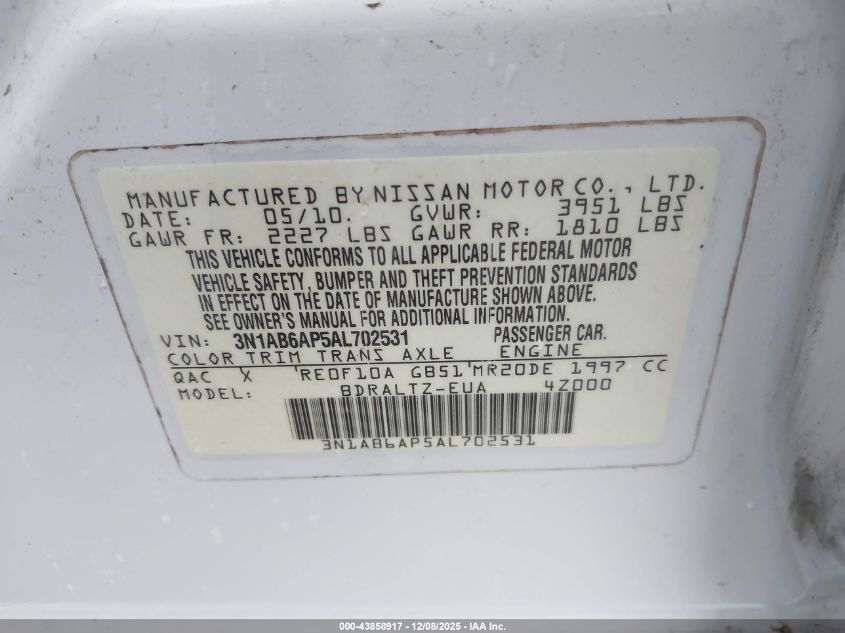 MANUFACTURED BY NISSAN MOTOR CO., LTD.
DATE: 05/10. GVWR: 3951 LBS
GAWR FR: 2227 LBS GAWR RR: 1810 LBS
THIS VEHICLE CONFORMS TO ALL APPLICABLE FEDERAL MOTOR
VEHICLE SAFETY, BUMPER AND THEFT PREVENTION STANDARDS
IN EFFECT ON THE DATE OF MANUFACTURE SHOWN ABOVE.
SEE OWNER'S MANUAL FOR ADDITIONAL INFORMATION.
VIN: 3N1AB6AP5AL702531 PASSENGER CAR.
COLOR TRIM TRANS AXLE ENGINE
QAC X 'RE0F10A GB51'MR20DE 1997 CC
MODEL: BDRALTZ-EUA 4Z000
3N1AB6AP5AL702531
000-43858917 - 12/08/2025 - IAA Inc.